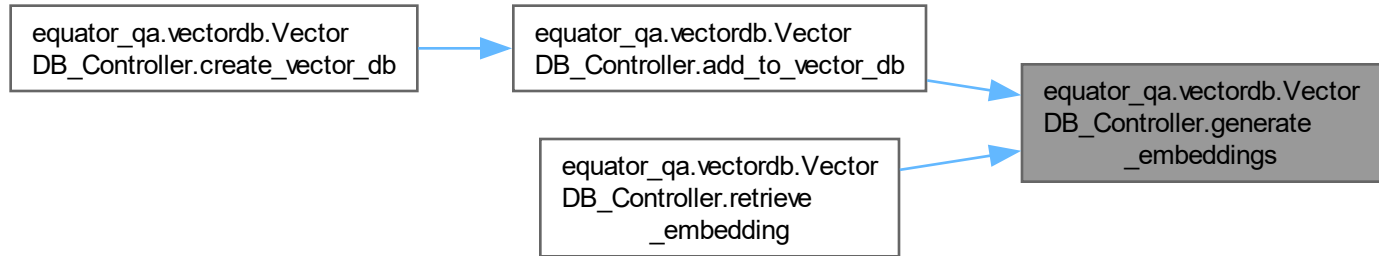 equator_qa.vectordb.Vector
DB_Controller.create_vector_db
equator_qa.vectordb.Vector
DB_Controller.add_to_vector_db
equator_qa.vectordb.Vector
DB_Controller.generate
_embeddings
equator_qa.vectordb.Vector
DB_Controller.retrieve
_embedding